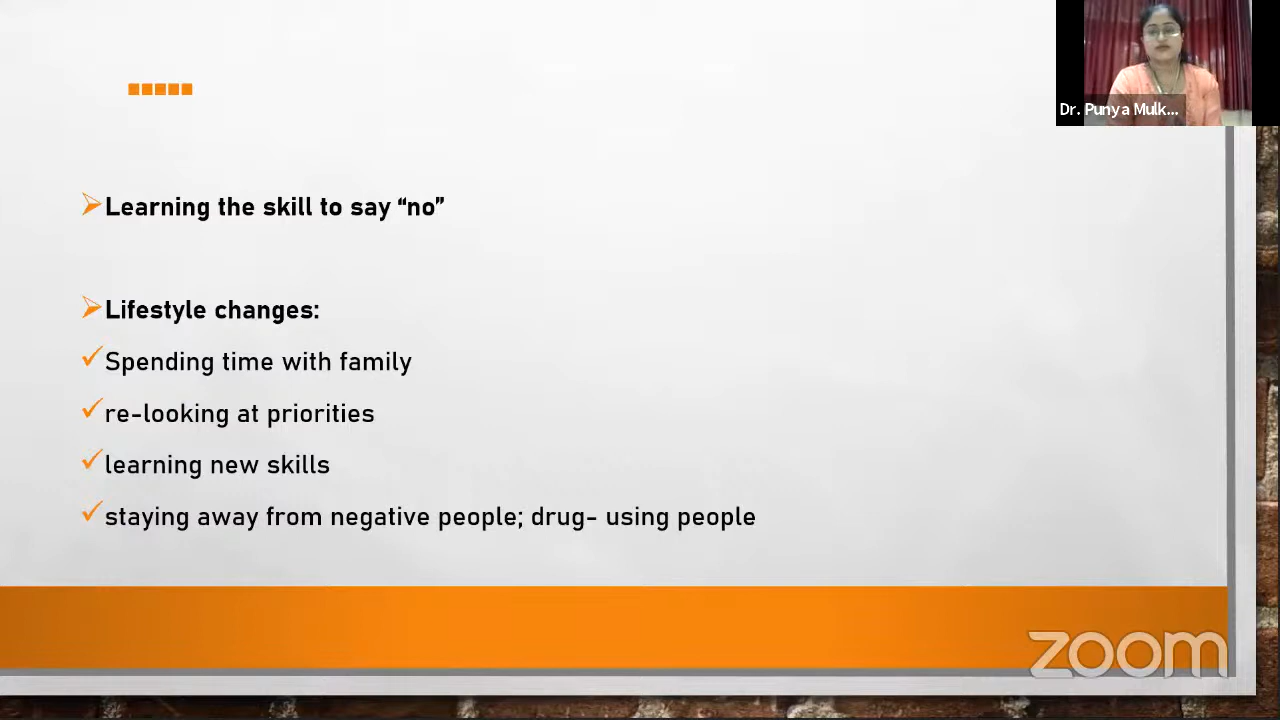 Dr. Punya Mulk...
.....
Learning the skill to say “no”
Lifestyle changes:
Spending time with family
re-looking at priorities
learning new skills
staying away from negative people; drug- using people
zoom